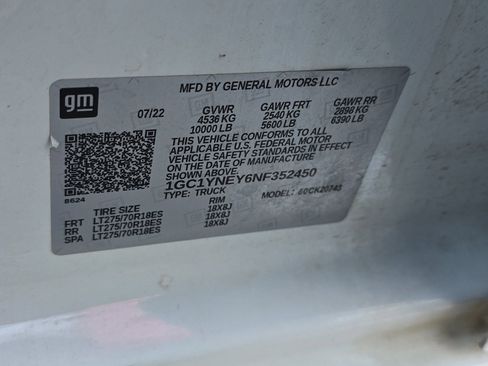 gm
MFD BY GENERAL MOTORS LLC
07/22 GVWR GAWR FRT GAWR RR
4536 KG 2540 KG 2898 KG
10000 LB 5600 LB 6390 LB
THIS VEHICLE CONFORMS TO ALL
APPLICABLE U.S. FEDERAL MOTOR
VEHICLE SAFETY STANDARDS IN EFFECT
ON THE DATE OF MANUFACTURE
SHOWN ABOVE.
1GC1YNEY6NF352450
TYPE: TRUCK MODEL:
8624
TIRE SIZE RIM
FRT LT275/70R18ES 18X8J
RR LT275/70R18ES 18X8J
SPA LT275/70R18ES 18X8J